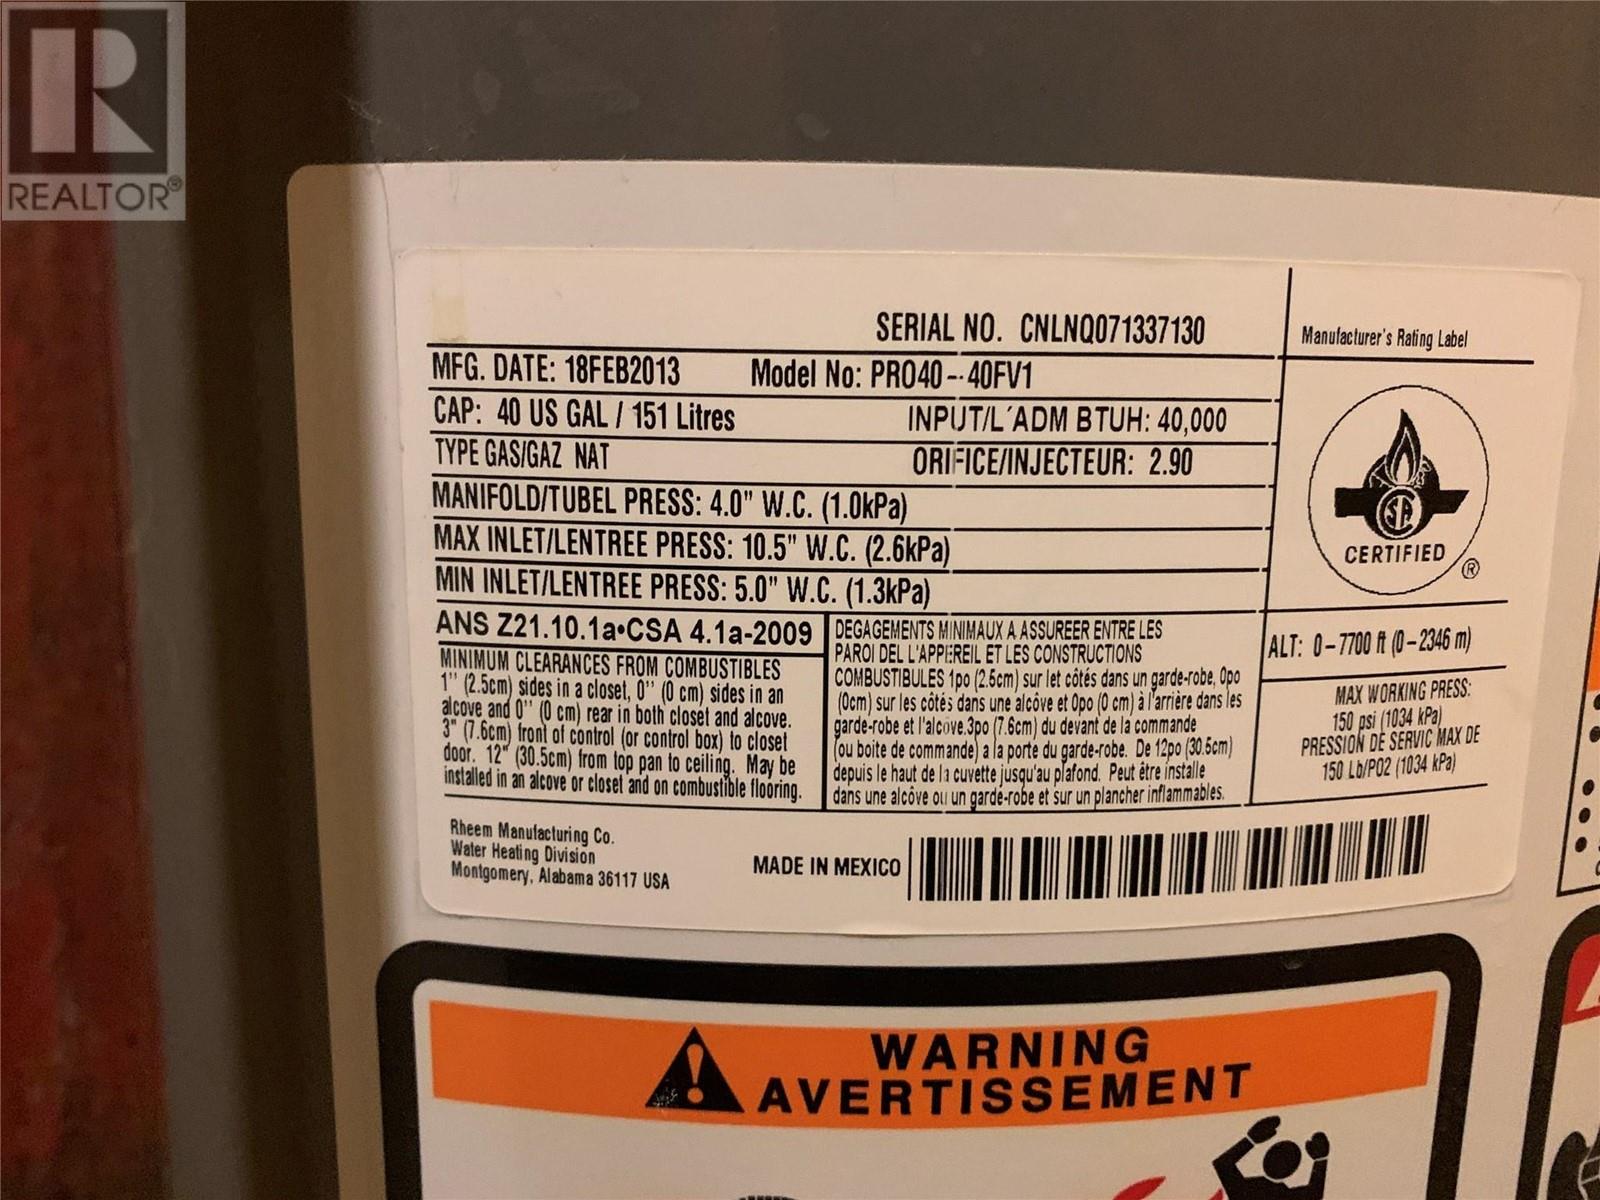 REALTOR®
SERIAL NO. CNLNQ071337130
MFG. DATE: 18FEB2013 Model No: PRO40--40FV1
CAP: 40 US GAL / 151 Litres INPUT/L'ADM BTUH: 40,000
TYPE GAS/GAZ NAT ORIFICE/INJECTEUR: 2.90
MANIFOLD/TUBEL PRESS: 4.0" W.C. (1.0kPa)
MAX INLET/LENTREE PRESS: 10.5" W.C. (2.6kPa)
MIN INLET/LENTREE PRESS: 5.0" W.C. (1.3kPa)
ANS Z21.10.1a•CSA 4.1a-2009
MINIMUM CLEARANCES FROM COMBUSTIBLES
1'' (2.5cm) sides in a closet, 0'' (0 cm) sides in an
alcove and 0'' (0 cm) rear in both closet and alcove.
3" (7.6cm) front of control (or control box) to closet
door. 12" (30.5cm) from top pan to ceiling. May be
installed in an alcove or closet and on combustible flooring.
DEGAGEMENTS MINIMAUX A ASSUREER ENTRE LES
PAROI DEL L'APPIEREIL ET LES CONSTRUCTIONS
COMBUSTIBULES 1po (2.5cm) sur let côtés dans un garde-robe, 0po
(0cm) sur les côtés dans une alcôve et 0po (0 cm) à l'arrière dans les
garde-robe et l'alcove.3po (7.6cm) du devant de la commande
(ou boite de commande) a la porte du garde-robe. De 12po (30.5cm)
depuis le haut de la cuvette jusqu'au plafond. Peut être installe
dans une alcôve ou un garde-robe et sur un plancher inflammables.
Manufacturer's Rating Label
CSA
CERTIFIED
®
ALT: 0-7700 ft (0-2346 m)
MAX WORKING PRESS:
150 psi (1034 kPa)
PRESSION DE SERVIC MAX DE
150 Lb/PO2 (1034 kPa)
Rheem Manufacturing Co.
Water Heating Division
Montgomery, Alabama 36117 USA
MADE IN MEXICO
WARNING
AVERTISSEMENT